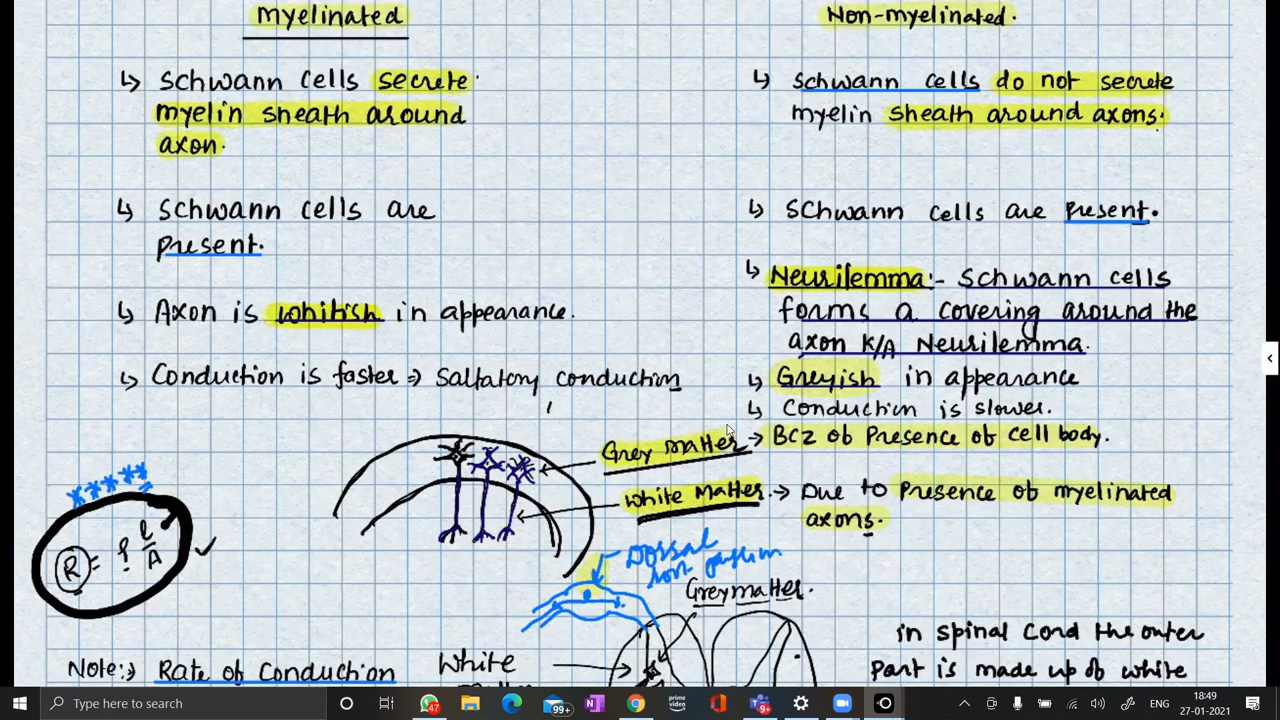 myelinated
↳ Schwann cells secrete
myelin sheath around
axon.
↳ Schwann cells are
present.
↳ Axon is whitish in appearance.
↳ Conduction is faster ⇒ Saltatory conduction
Non-myelinated.
↳ Schwann cells do not secrete
myelin sheath around axons.
↳ Schwann cells are present.
↳ Neurilemma:- Schwann cells
forms a covering around the
axon K/A Neurilemma.
↳ Greyish in appearance
↳ Conduction is slower.
Grey matter → BCZ of Presence of cell body.
White Matter → Due to Presence of myelinated
axons.
*****
R = ρ l/A ✓
Dorsal
Grey matter.
in spinal Cord the outer
part is made up of white
Note:→ Rate of Conduction
White
Type here to search
47
99+
9+
ENG
18:49
27-01-2021